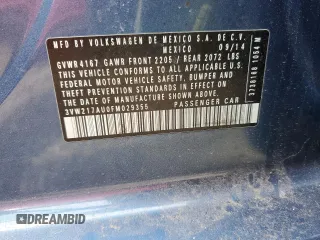 MFD BY VOLKSWAGEN DE MEXICO S.A. DE C.V.
MEXICO 09/14
GVWR4167 GAWR FRONT 2205 / REAR 2072 LBS
THIS VEHICLE CONFORMS TO ALL APPLICABLE
FEDERAL MOTOR VEHICLE SAFETY, BUMPER AND
THEFT PREVENTION STANDARDS IN EFFECT ON
THE DATE OF MANUFACTURE SHOWN ABOVE
3VW217AU0FM029355 PASSENGER CAR
DREAMBID